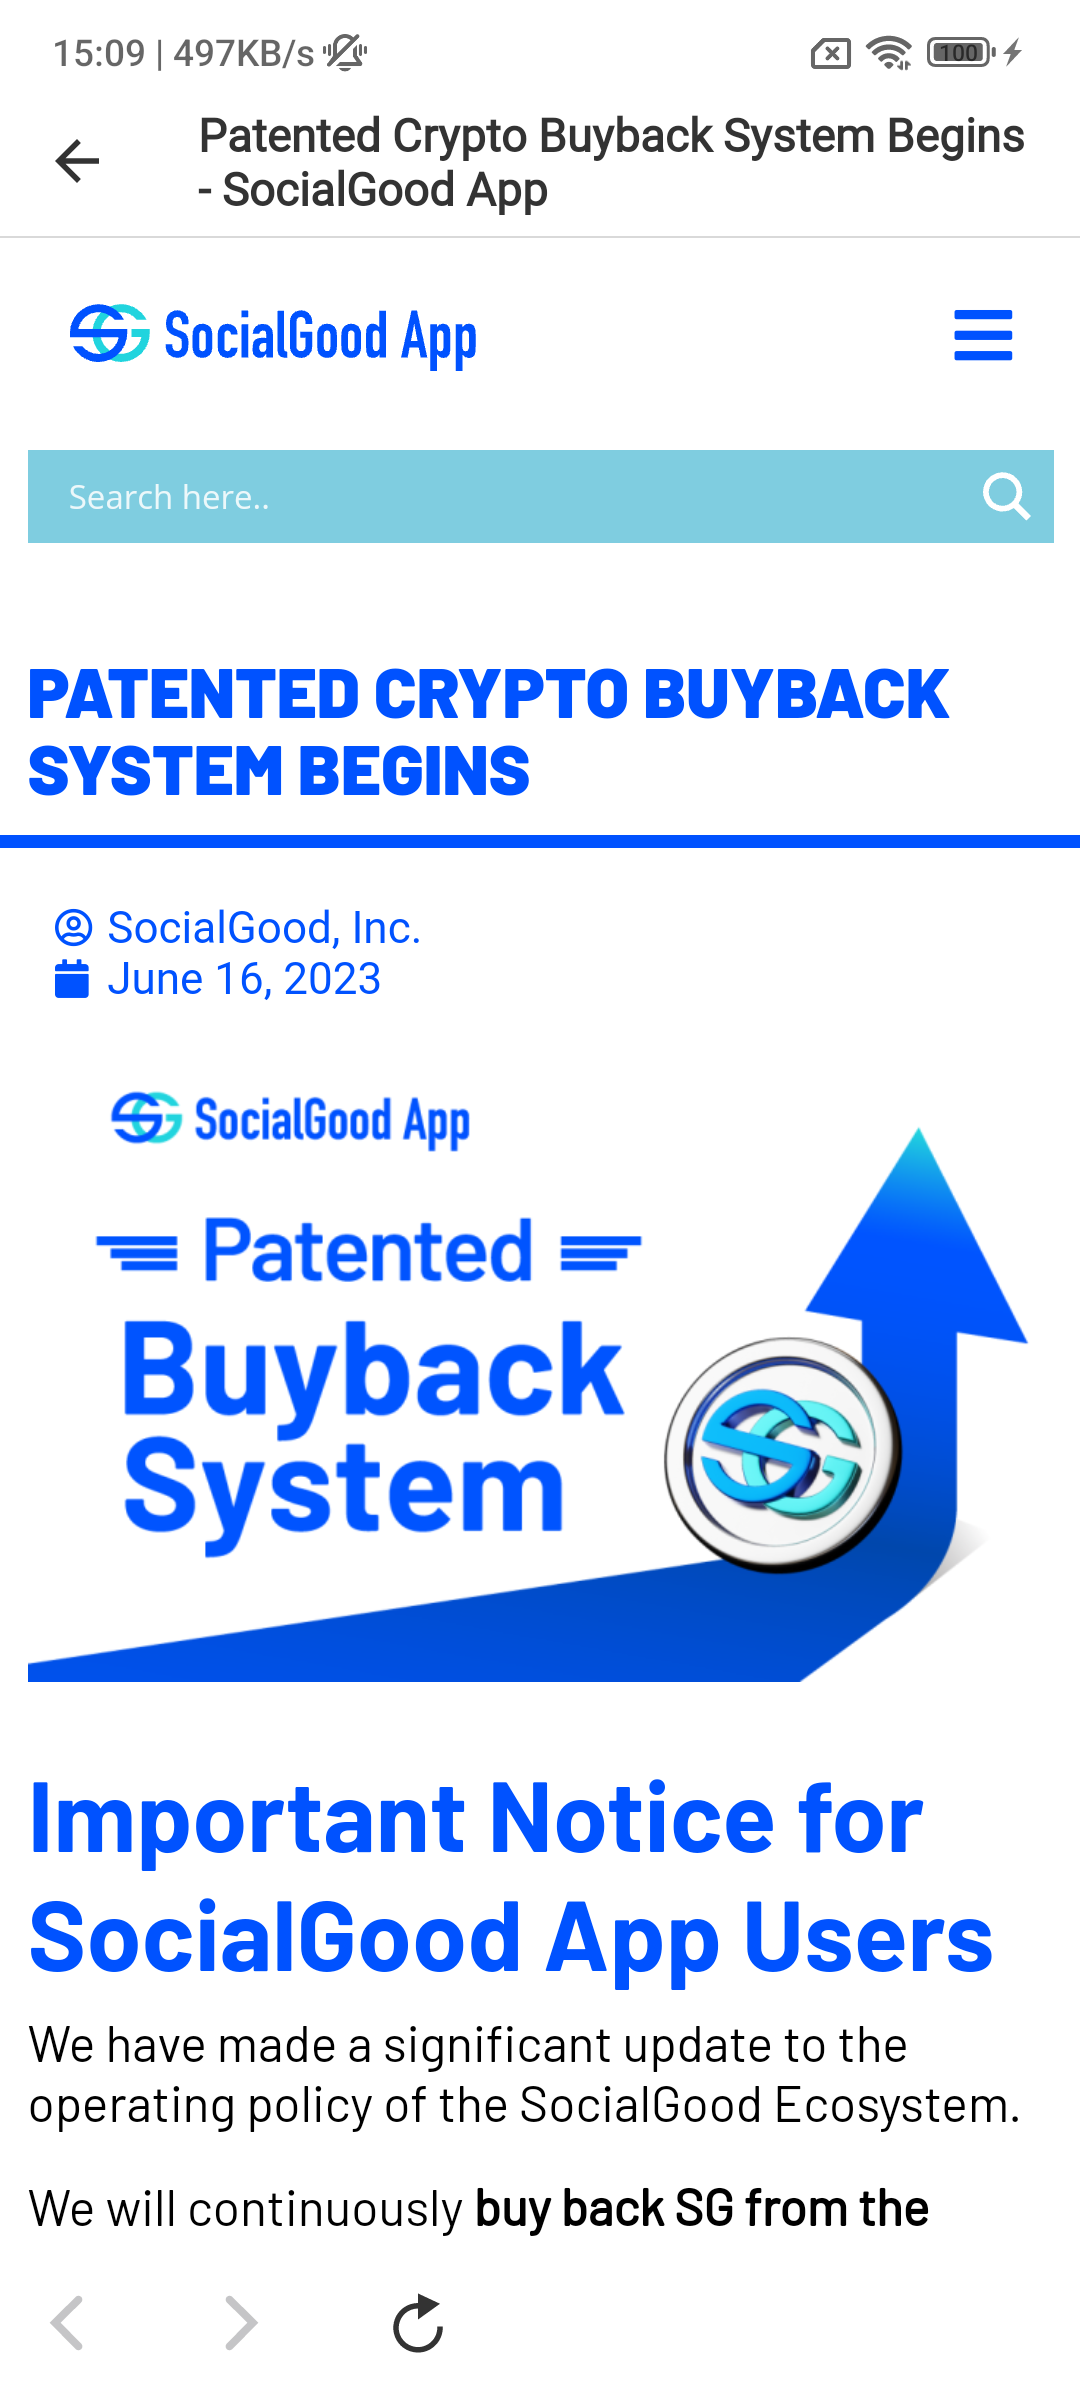 15:09 | 497KB/s
100
Patented Crypto Buyback System Begins
- SocialGood App
SocialGood App
Search here..
PATENTED CRYPTO BUYBACK
SYSTEM BEGINS
SocialGood, Inc.
June 16, 2023
SocialGood App
Patented
Buyback
System
SG
Important Notice for
SocialGood App Users
We have made a significant update to the
operating policy of the SocialGood Ecosystem.
We will continuously buy back SG from the